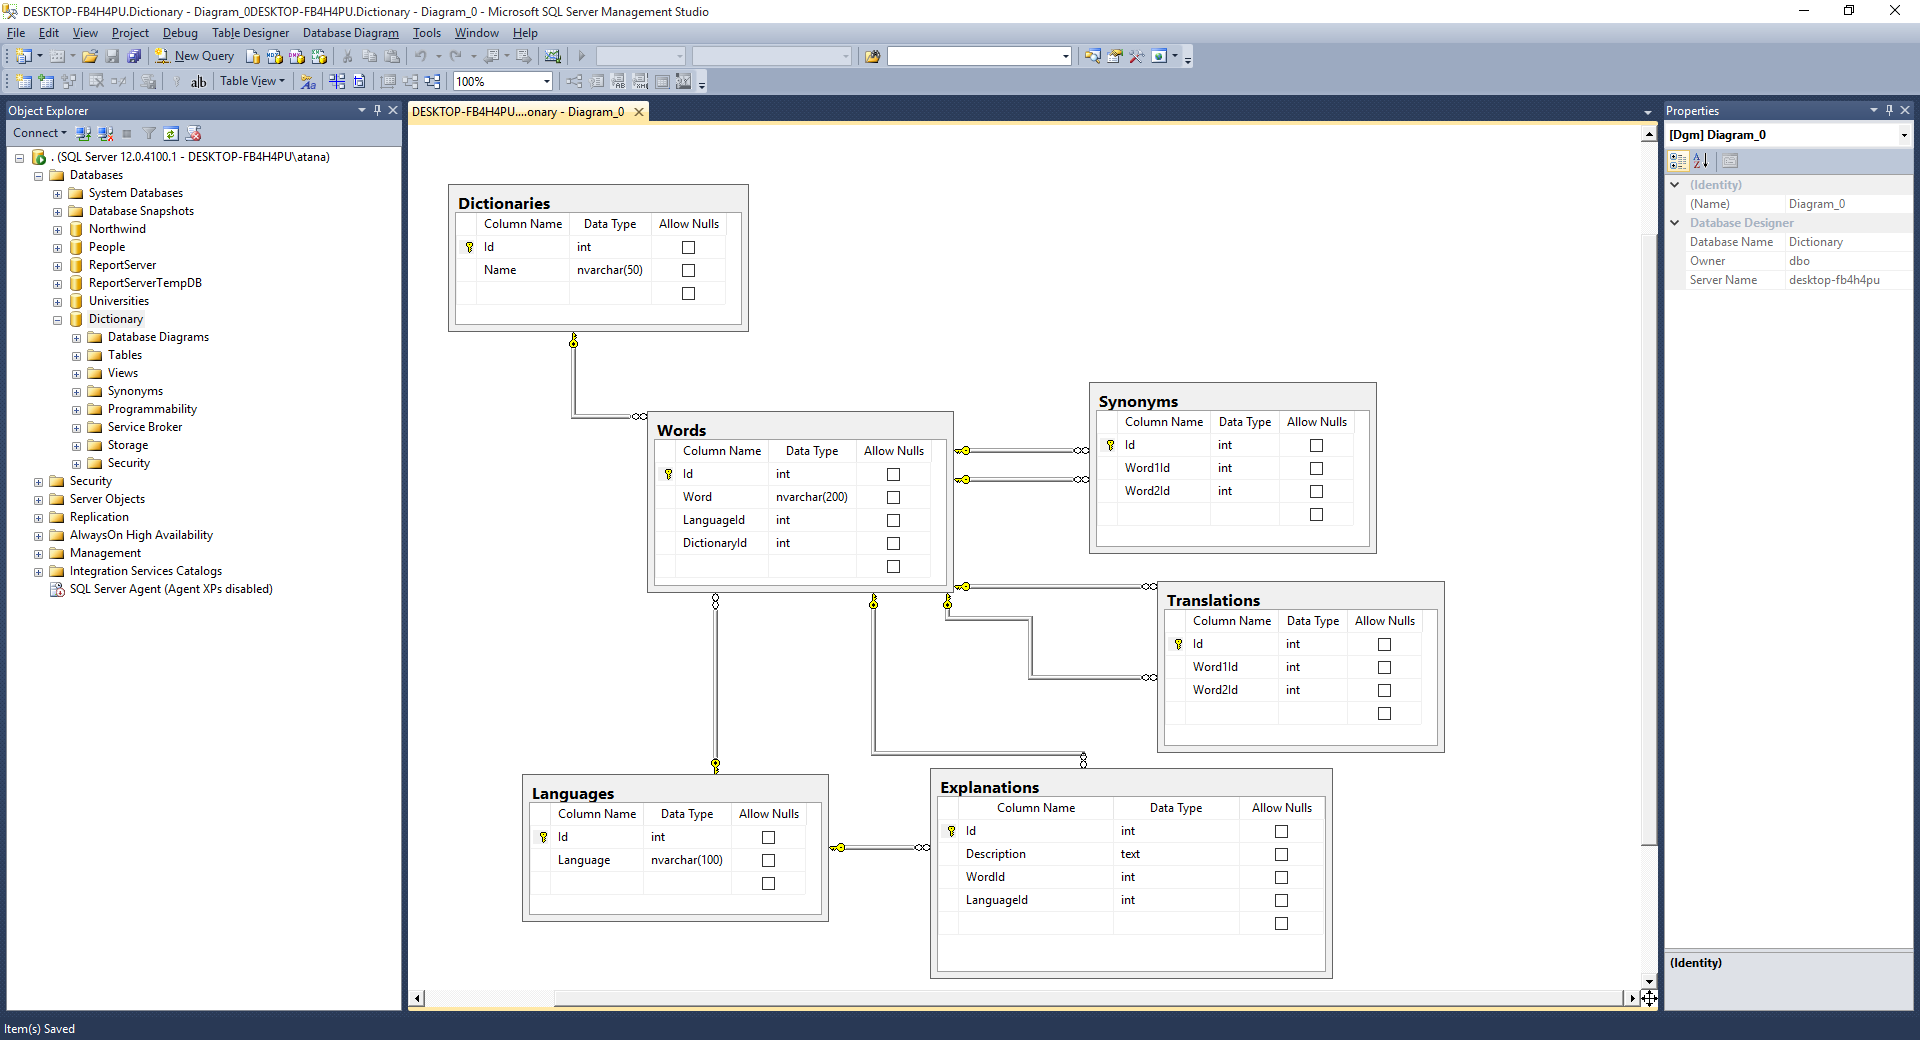 DESKTOP-FB4H4PU.Dictionary - Diagram_0DESKTOP-FB4H4PU.Dictionary - Diagram_0 - Microsoft SQL Server Management Studio
File Edit View Project Debug Table Designer Database Diagram Tools Window Help
New Query
ab Table View 100%
Object Explorer
Connect
. (SQL Server 12.0.4100.1 - DESKTOP-FB4H4PU\atana)
Databases
System Databases
Database Snapshots
Northwind
People
ReportServer
ReportServerTempDB
Universities
Dictionary
Database Diagrams
Tables
Views
Synonyms
Programmability
Service Broker
Storage
Security
Security
Server Objects
Replication
AlwaysOn High Availability
Management
Integration Services Catalogs
SQL Server Agent (Agent XPs disabled)
DESKTOP-FB4H4PU....onary - Diagram_0
Dictionaries
Column Name Data Type Allow Nulls
Id int
Name nvarchar(50)
Words
Column Name Data Type Allow Nulls
Id int
Word nvarchar(200)
LanguageId int
DictionaryId int
Synonyms
Column Name Data Type Allow Nulls
Id int
Word1Id int
Word2Id int
Translations
Column Name Data Type Allow Nulls
Id int
Word1Id int
Word2Id int
Languages
Column Name Data Type Allow Nulls
Id int
Language nvarchar(100)
Explanations
Column Name Data Type Allow Nulls
Id int
Description text
WordId int
LanguageId int
Properties
[Dgm] Diagram_0
(Identity)
(Name) Diagram_0
Database Designer
Database Name Dictionary
Owner dbo
Server Name desktop-fb4h4pu
(Identity)
Item(s) Saved